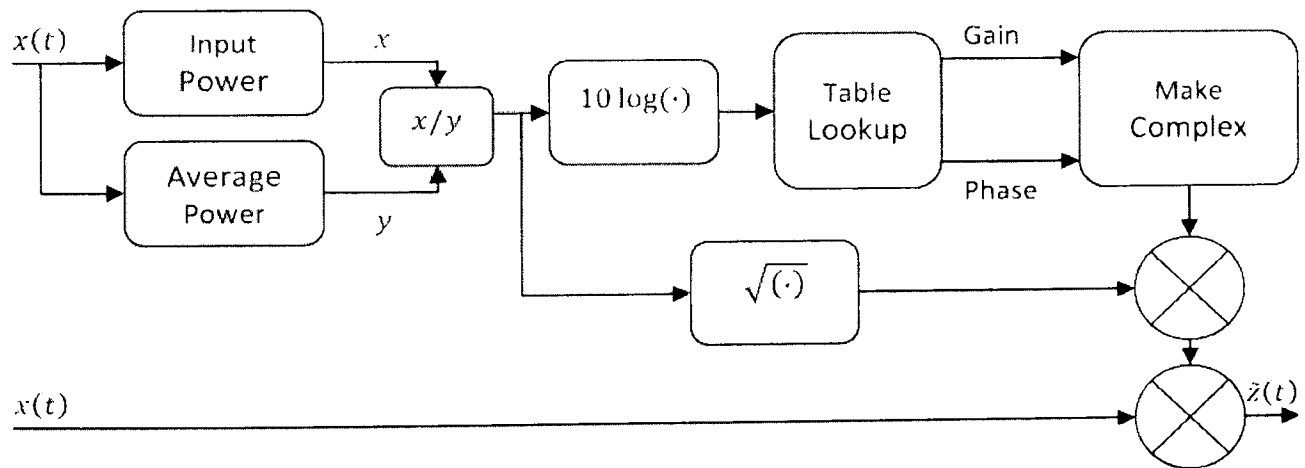 x(t)
Input
Power
x
Average
Power
y
x/y
10 log(·)
Table
Lookup
Gain
Phase
Make
Complex
√(·)
x(t)
z̃(t)